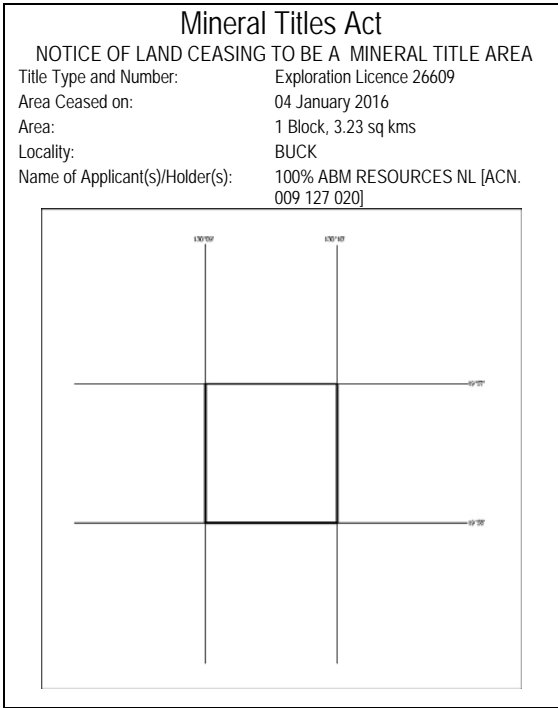 Mineral Titles Act
NOTICE OF LAND CEASING TO BE A MINERAL TITLE AREA
Title Type and Number: Exploration Licence 26609
Area Ceased on: 04 January 2016
Area: 1 Block, 3.23 sq kms
Locality: BUCK
Name of Applicant(s)/Holder(s): 100% ABM RESOURCES NL [ACN.
009 127 020]